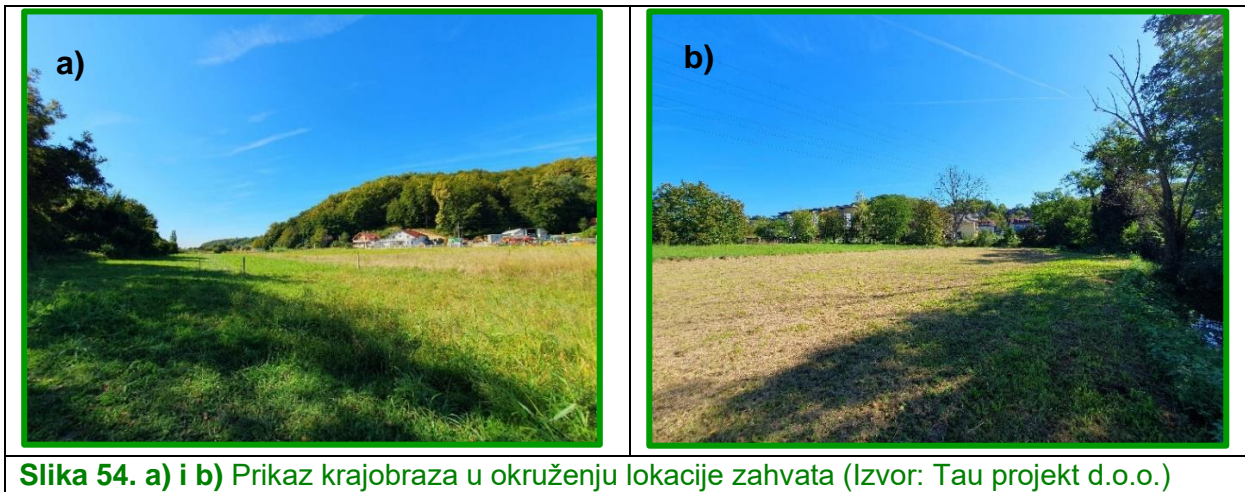 a)
b)
Slika 54. a) i b) Prikaz krajobraza u okruženju lokacije zahvata (Izvor: Tau projekt d.o.o.)